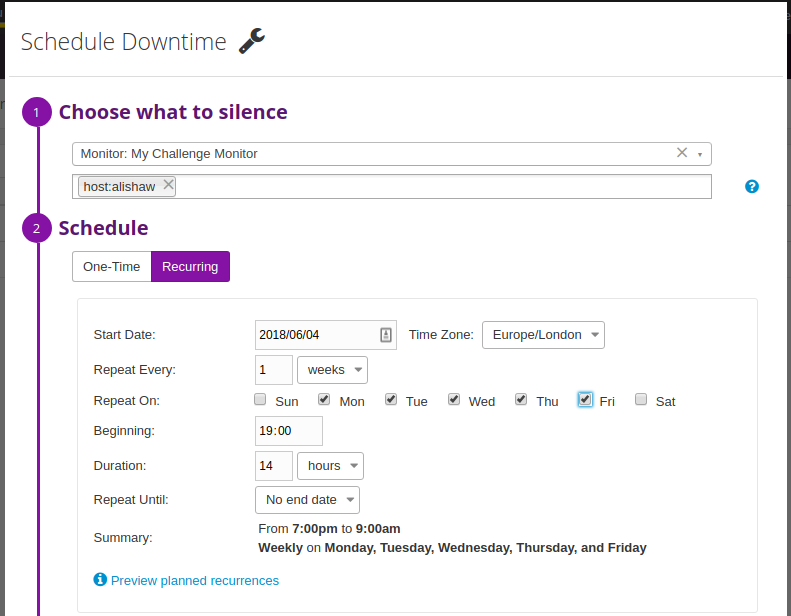 Schedule Downtime
1 Choose what to silence
Monitor: My Challenge Monitor
host:alishaw
?
2 Schedule
One-Time Recurring
Start Date: 2018/06/04 Time Zone: Europe/London
Repeat Every: 1 weeks
Repeat On: Sun Mon Tue Wed Thu Fri Sat
Beginning: 19:00
Duration: 14 hours
Repeat Until: No end date
Summary: From 7:00pm to 9:00am
Weekly on Monday, Tuesday, Wednesday, Thursday, and Friday
Preview planned recurrences